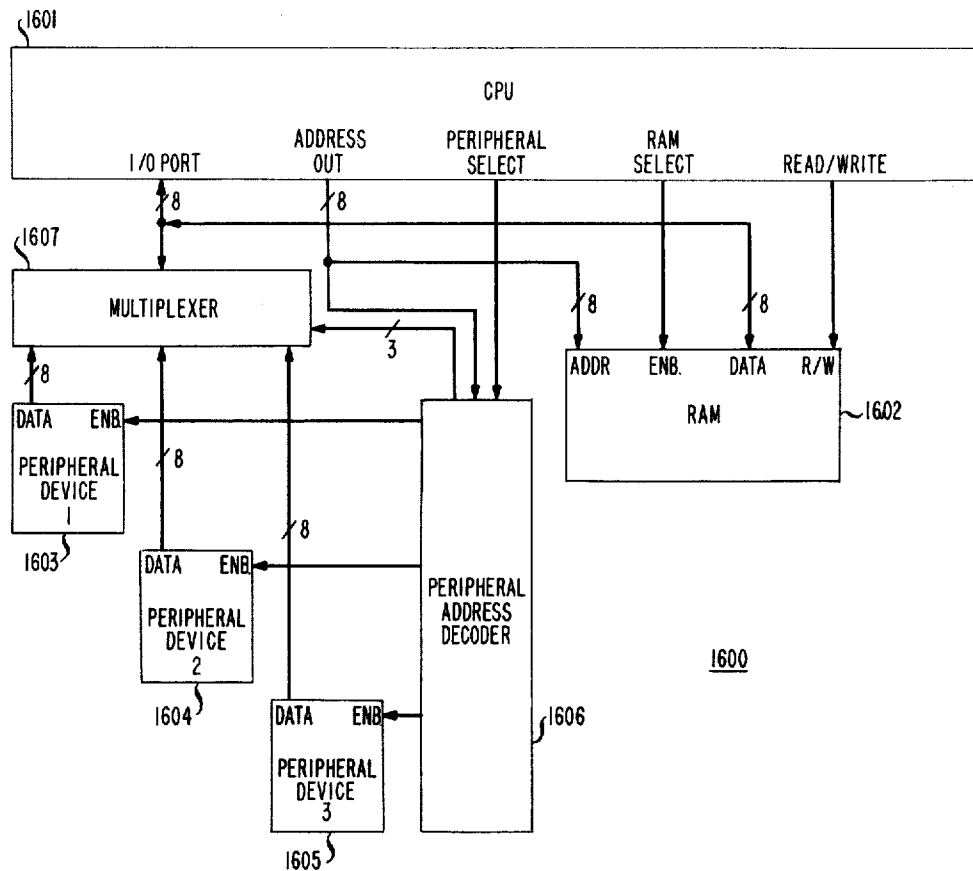 1601
CPU
I/O PORT
ADDRESS
OUT
PERIPHERAL
SELECT
RAM
SELECT
READ/WRITE
8
8
1607
MULTIPLEXER
3
8
8
8
DATA
ENB.
PERIPHERAL
DEVICE
1
1603
8
DATA
ENB.
PERIPHERAL
DEVICE
2
1604
8
DATA
ENB
PERIPHERAL
DEVICE
3
1605
PERIPHERAL
ADDRESS
DECODER
1606
ADDR
ENB.
DATA
R/W
RAM
1602
1600